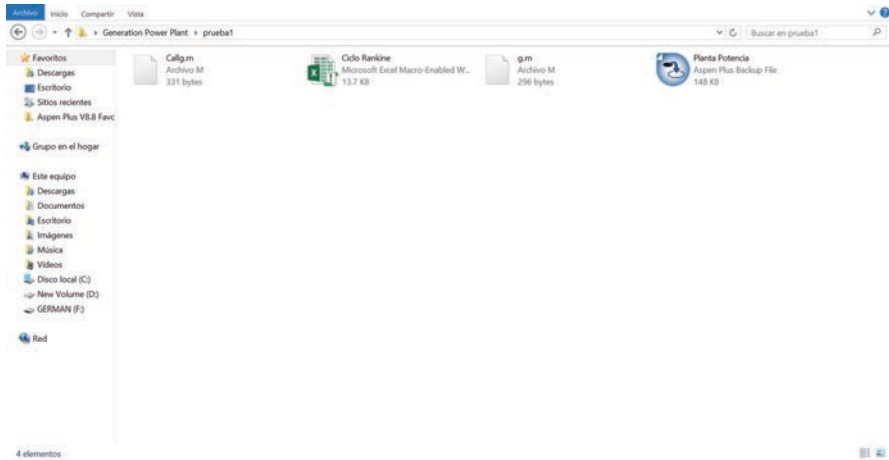 Archivo Inicio Compartir Vista
Generation Power Plant prueba1
Buscar en prueba1
Favoritos
Descargas
Escritorio
Sitios recientes
Aspen Plus V8.8 Favc
Grupo en el hogar
Este equipo
Descargas
Documentos
Escritorio
Imágenes
Música
Vídeos
Disco local (C:)
New Volume (D:)
GERMAN (F:)
Red
Callg.m
Archivo M
331 bytes
Ciclo Rankine
Microsoft Excel Macro-Enabled W...
13.7 KB
g.m
Archivo M
296 bytes
Planta Potencia
Aspen Plus Backup File
148 KB
4 elementos